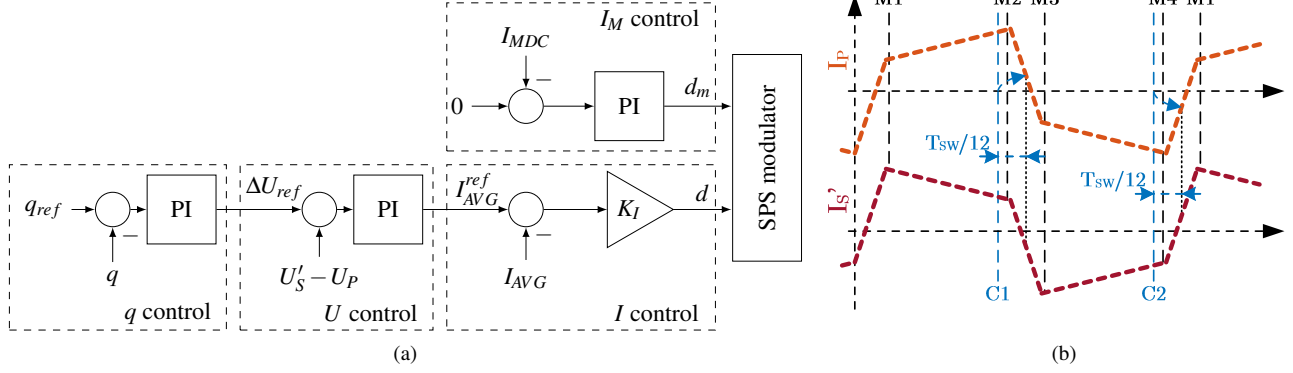 I_M control
I_MDC
−
0
PI
d_m
SPS modulator
q_ref
−
q
PI
q control
ΔU_ref
U'_S − U_P
PI
U control
I_AVG^ref
−
I_AVG
K_I
d
I control
(a)
M1 M2 M3 M4 M1
I_P
T_SW/12
T_SW/12
I_S'
C1 C2
(b)